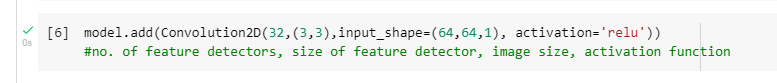 [6] model.add(Convolution2D(32,(3,3),input_shape=(64,64,1), activation='relu'))
0s #no. of feature detectors, size of feature detector, image size, activation function